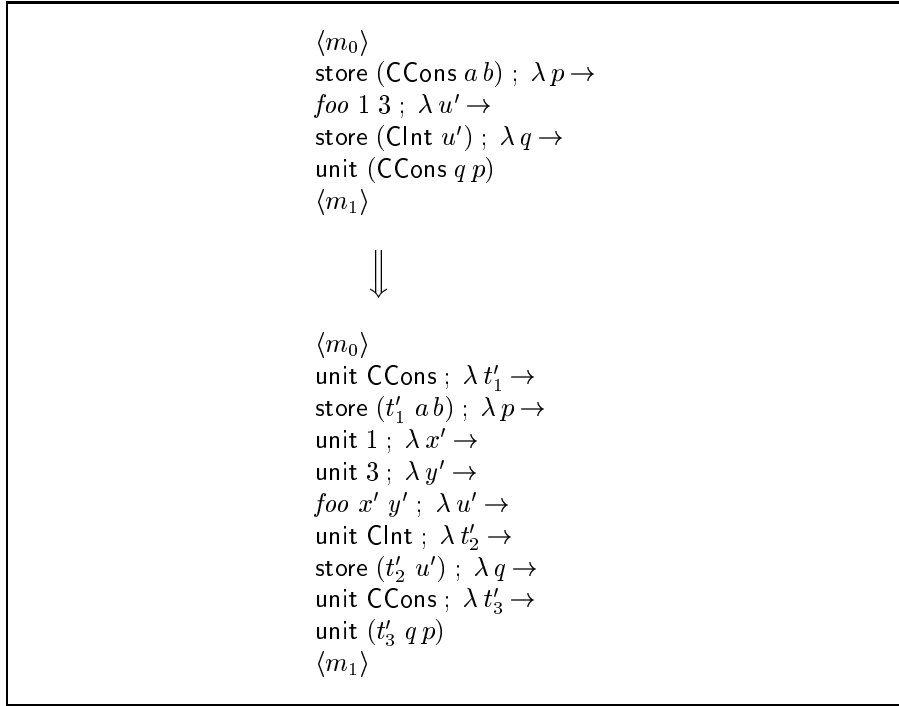 ⟨m₀⟩
store (CCons a b) ; λ p →
foo 1 3 ; λ u′ →
store (CInt u′) ; λ q →
unit (CCons q p)
⟨m₁⟩
⇓
⟨m₀⟩
unit CCons ; λ t′₁ →
store (t′₁ a b) ; λ p →
unit 1 ; λ x′ →
unit 3 ; λ y′ →
foo x′ y′ ; λ u′ →
unit CInt ; λ t′₂ →
store (t′₂ u′) ; λ q →
unit CCons ; λ t′₃ →
unit (t′₃ q p)
⟨m₁⟩